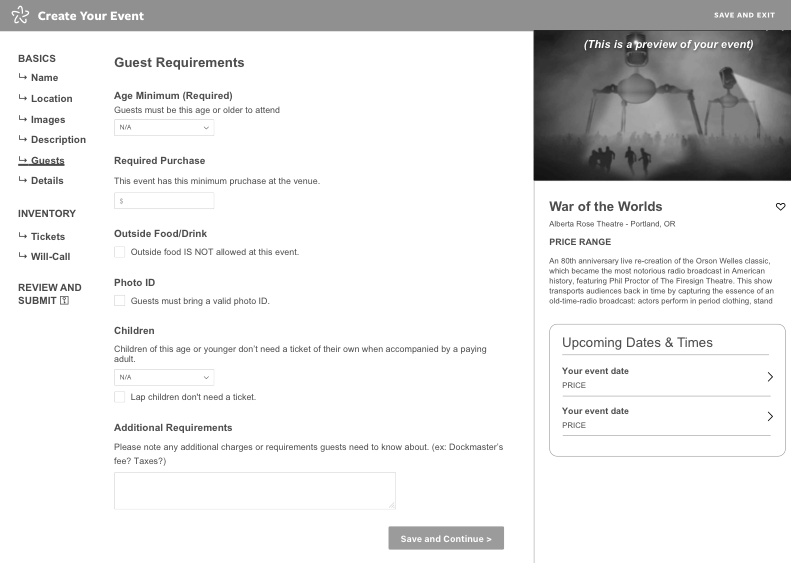 Create Your Event
SAVE AND EXIT
BASICS
Name
Location
Images
Description
Guests
Details
INVENTORY
Tickets
Will-Call
REVIEW AND
SUBMIT
Guest Requirements
Age Minimum (Required)
Guests must be this age or older to attend
N/A
Required Purchase
This event has this minimum pruchase at the venue.
$
Outside Food/Drink
Outside food IS NOT allowed at this event.
Photo ID
Guests must bring a valid photo ID.
Children
Children of this age or younger don't need a ticket of their own when accompanied by a paying
adult.
N/A
Lap children don't need a ticket.
Additional Requirements
Please note any additional charges or requirements guests need to know about. (ex: Dockmaster's
fee? Taxes?)
Save and Continue >
(This is a preview of your event)
War of the Worlds
Alberta Rose Theatre - Portland, OR
PRICE RANGE
An 80th anniversary live re-creation of the Orson Welles classic,
which became the most notorious radio broadcast in American
history, featuring Phil Proctor of The Firesign Theatre. This show
transports audiences back in time by capturing the essence of an
old-time-radio broadcast: actors perform in period clothing, stand
Upcoming Dates & Times
Your event date
PRICE
Your event date
PRICE